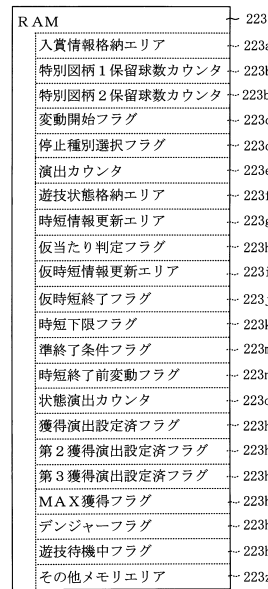 RAM 223
入賞情報格納エリア 223a
特別図柄１保留球数カウンタ 223b
特別図柄２保留球数カウンタ 223b
変動開始フラグ
停止種別選択フラグ
演出カウンタ 223e
遊技状態格納エリア 223f
時短情報更新エリア 223g
仮当たり判定フラグ 223h
仮時短情報更新エリア 223i
仮時短終了フラグ 223j
時短下限フラグ
準終了条件フラグ
時短終了前変動フラグ
状態演出カウンタ
獲得演出設定済フラグ
第２獲得演出設定済フラグ
第３獲得演出設定済フラグ
ＭＡＸ獲得フラグ
デンジャーフラグ
遊技待機中フラグ
その他メモリエリア 223z